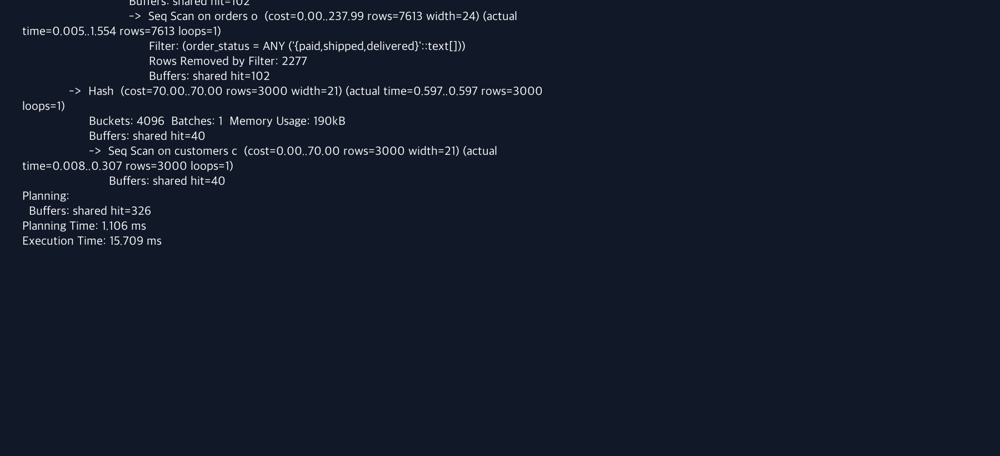 Buffers: shared hit=102
->  Seq Scan on orders o  (cost=0.00..237.99 rows=7613 width=24) (actual
time=0.005..1.554 rows=7613 loops=1)
Filter: (order_status = ANY ('{paid,shipped,delivered}'::text[]))
Rows Removed by Filter: 2277
Buffers: shared hit=102
->  Hash  (cost=70.00..70.00 rows=3000 width=21) (actual time=0.597..0.597 rows=3000
loops=1)
Buckets: 4096  Batches: 1  Memory Usage: 190kB
Buffers: shared hit=40
->  Seq Scan on customers c  (cost=0.00..70.00 rows=3000 width=21) (actual
time=0.008..0.307 rows=3000 loops=1)
Buffers: shared hit=40
Planning:
Buffers: shared hit=326
Planning Time: 1.106 ms
Execution Time: 15.709 ms